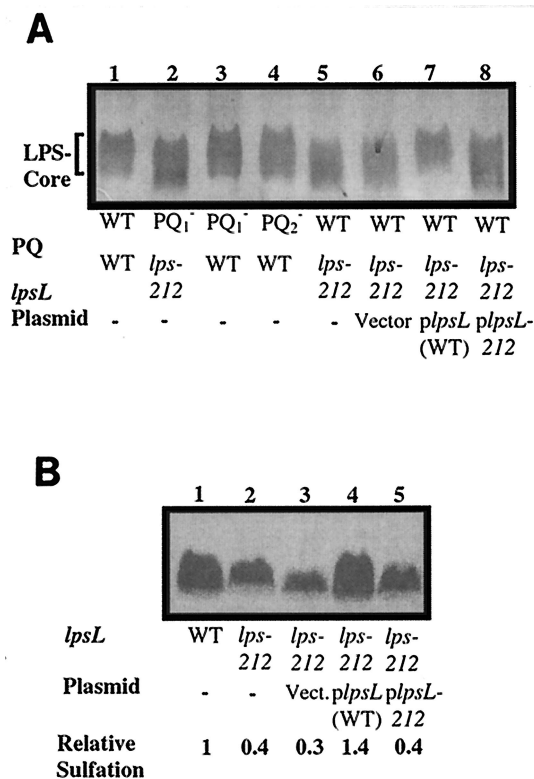 A
1 2 3 4 5 6 7 8
LPS-
Core
WT PQ1- PQ1- PQ2- WT WT WT WT
PQ
WT lps- WT WT lps- lps- lps- lps-
lpsL 212 212 212 212 212
Plasmid - - - - - Vector plpsL plpsL-
(WT) 212
B
1 2 3 4 5
lpsL WT lps- lps- lps- lps-
212 212 212 212
Plasmid - - Vect. plpsL plpsL-
(WT) 212
Relative 1 0.4 0.3 1.4 0.4
Sulfation